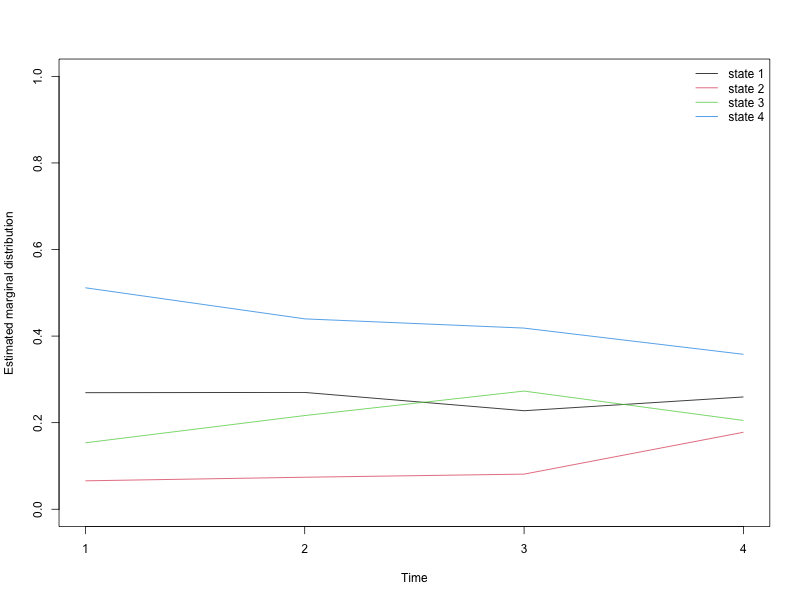 state 1
state 2
state 3
state 4
Estimated marginal distribution
1.0
0.8
0.6
0.4
0.2
0.0
1 2 3 4
Time